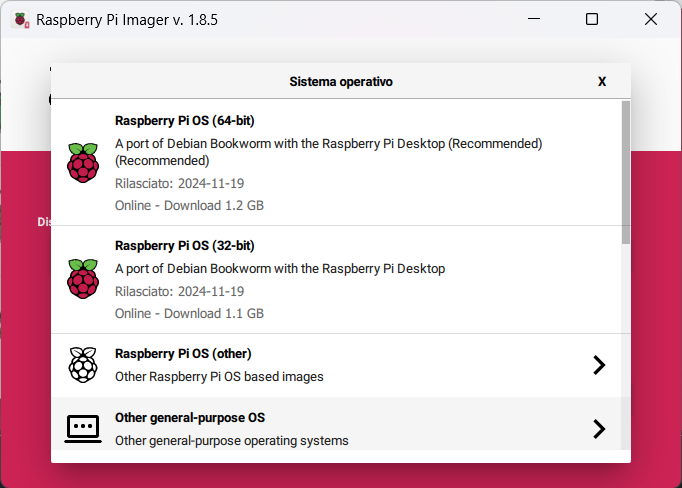 Raspberry Pi Imager v. 1.8.5
Sistema operativo
X
Raspberry Pi OS (64-bit)
A port of Debian Bookworm with the Raspberry Pi Desktop (Recommended)
(Recommended)
Rilasciato: 2024-11-19
Online - Download 1.2 GB
Dis
Raspberry Pi OS (32-bit)
A port of Debian Bookworm with the Raspberry Pi Desktop
Rilasciato: 2024-11-19
Online - Download 1.1 GB
Raspberry Pi OS (other)
Other Raspberry Pi OS based images
Other general-purpose OS
Other general-purpose operating systems